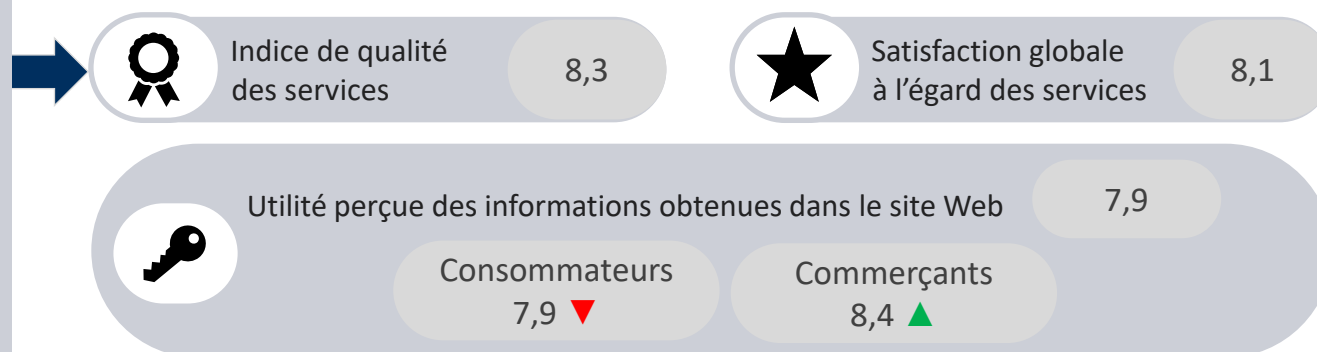 Indice de qualité
des services
8,3
Satisfaction globale
à l’égard des services
8,1
Utilité perçue des informations obtenues dans le site Web
7,9
Consommateurs
7,9
Commerçants
8,4